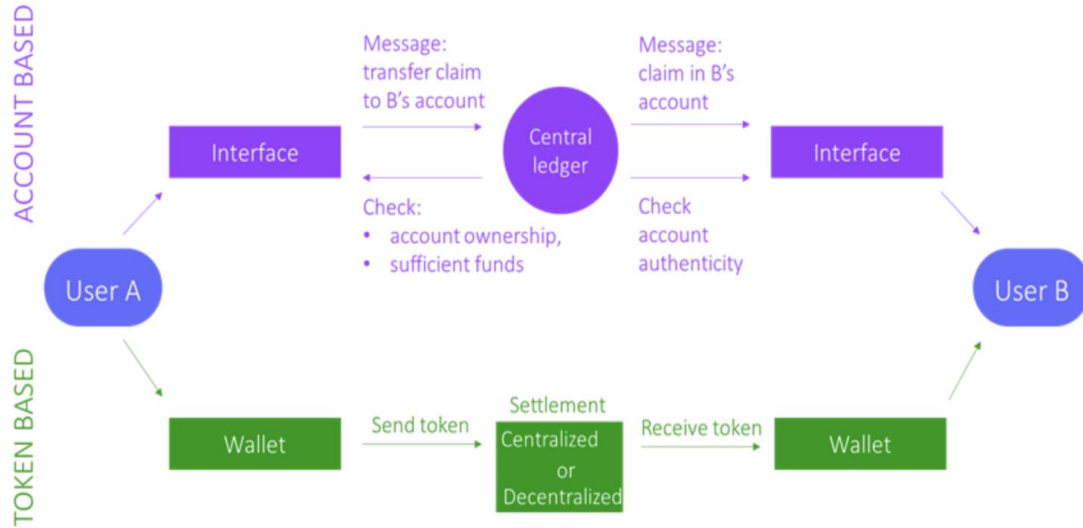 ACCOUNT BASED
Message:
transfer claim
to B's account
Message:
claim in B's
account
Interface
Central
ledger
Interface
Check:
• account ownership,
• sufficient funds
Check
account
authenticity
User A
User B
TOKEN BASED
Wallet
Send token
Settlement
Centralized
or
Decentralized
Receive token
Wallet